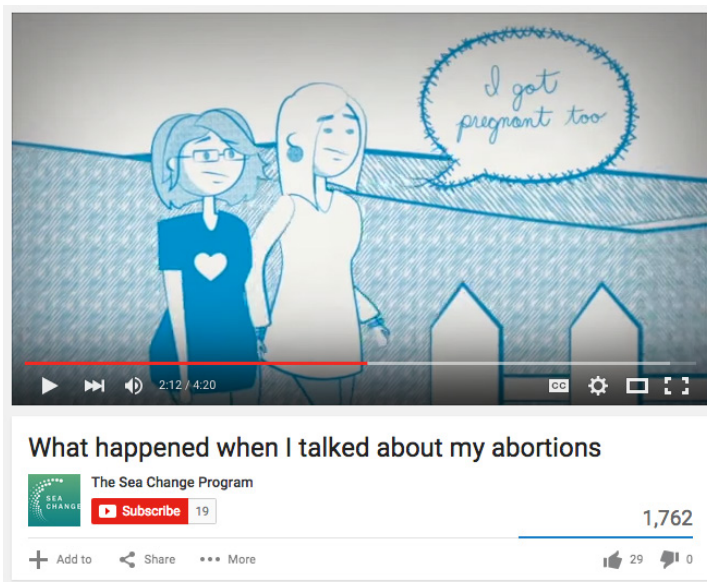 I got
pregnant too
2:12 / 4:20
CC
What happened when I talked about my abortions
The Sea Change Program
SEA
CHANGE
Subscribe 19
1,762
Add to Share More 29 0